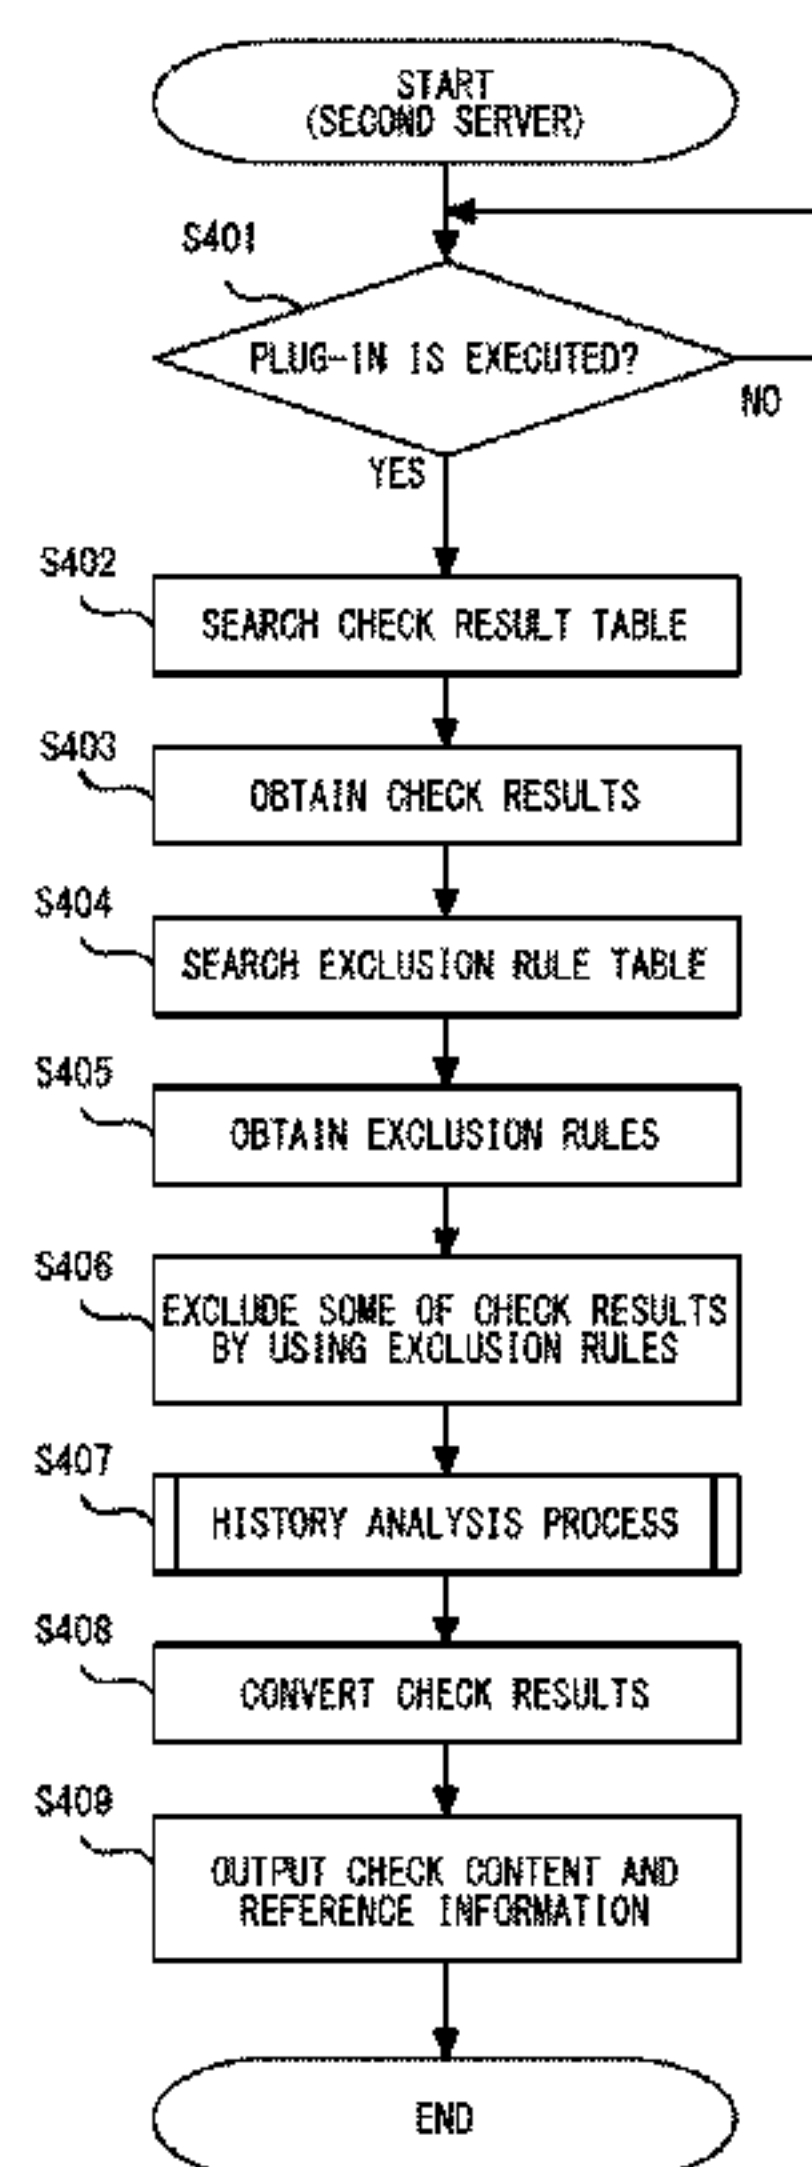 START
(SECOND SERVER)
S401
PLUG-IN IS EXECUTED?
NO
YES
S402
SEARCH CHECK RESULT TABLE
S403
OBTAIN CHECK RESULTS
S404
SEARCH EXCLUSION RULE TABLE
S405
OBTAIN EXCLUSION RULES
S406
EXCLUDE SOME OF CHECK RESULTS
BY USING EXCLUSION RULES
S407
HISTORY ANALYSIS PROCESS
S408
CONVERT CHECK RESULTS
S409
OUTPUT CHECK CONTENT AND
REFERENCE INFORMATION
END